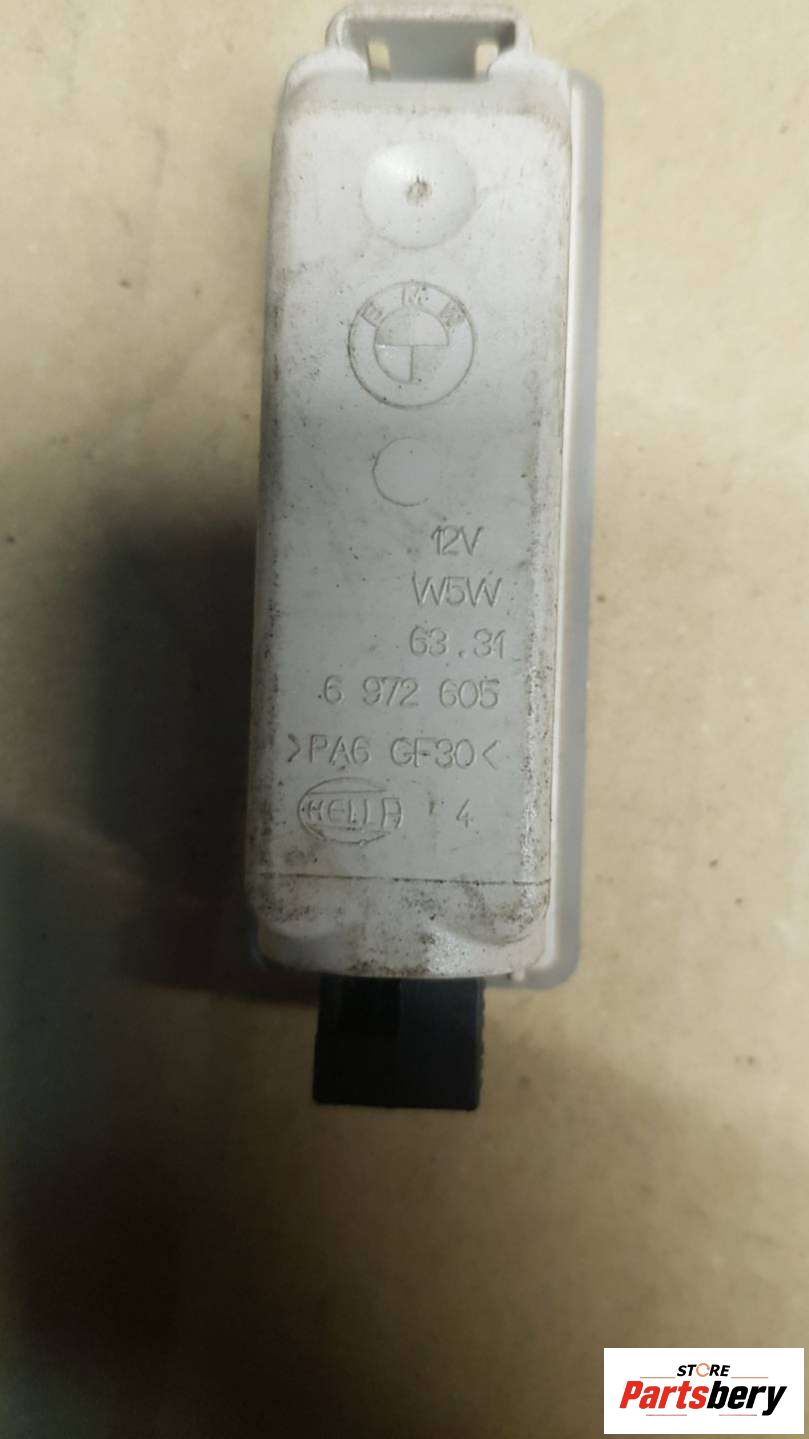 BMW
12V
W5W
63.31
6 972 605
>PA6 GF30<
HELLA 4
STORE
Partsbery